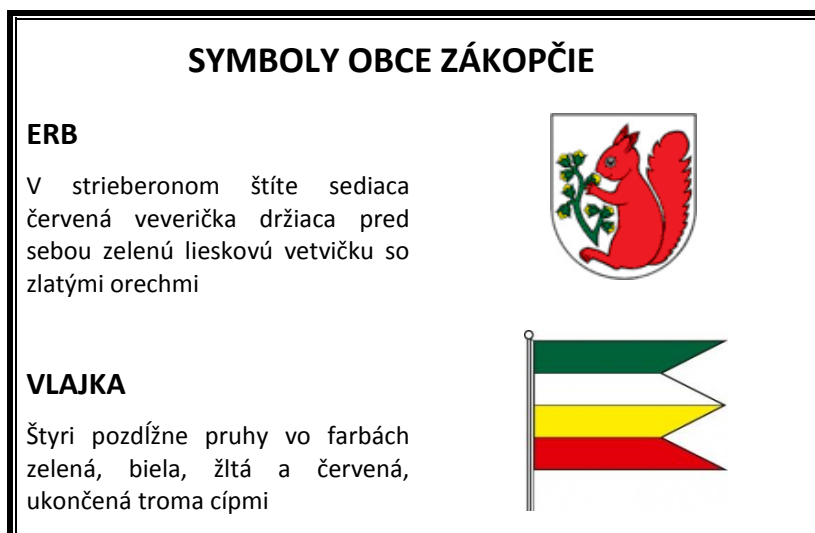 SYMBOLY OBCE ZÁKOPČIE
ERB
V strieberonom štíte sediaca
červená veverička držiaca pred
sebou zelenú lieskovú vetvičku so
zlatými orechmi
VLAJKA
Štyri pozdĺžne pruhy vo farbách
zelená, biela, žltá a červená,
ukončená troma cípmi